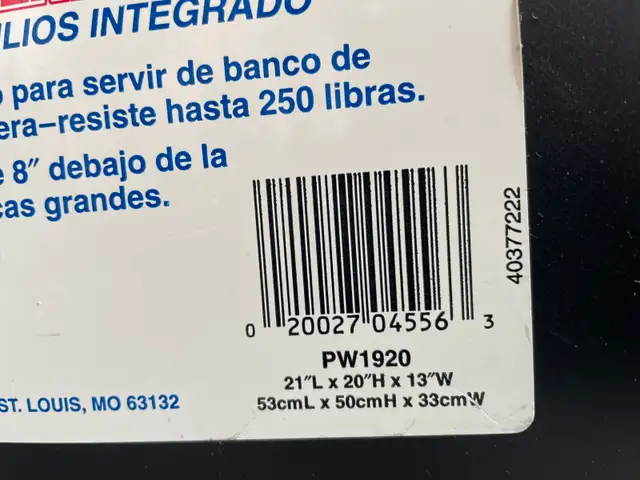 ILIOS INTEGRADO
para servir de banco de
era–resiste hasta 250 libras.
8″ debajo de la
cas grandes.
40377222
0 20027 04556 3
PW1920
21″L x 20″H x 13″W
53cmL x 50cmH x 33cmW
ST. LOUIS, MO 63132